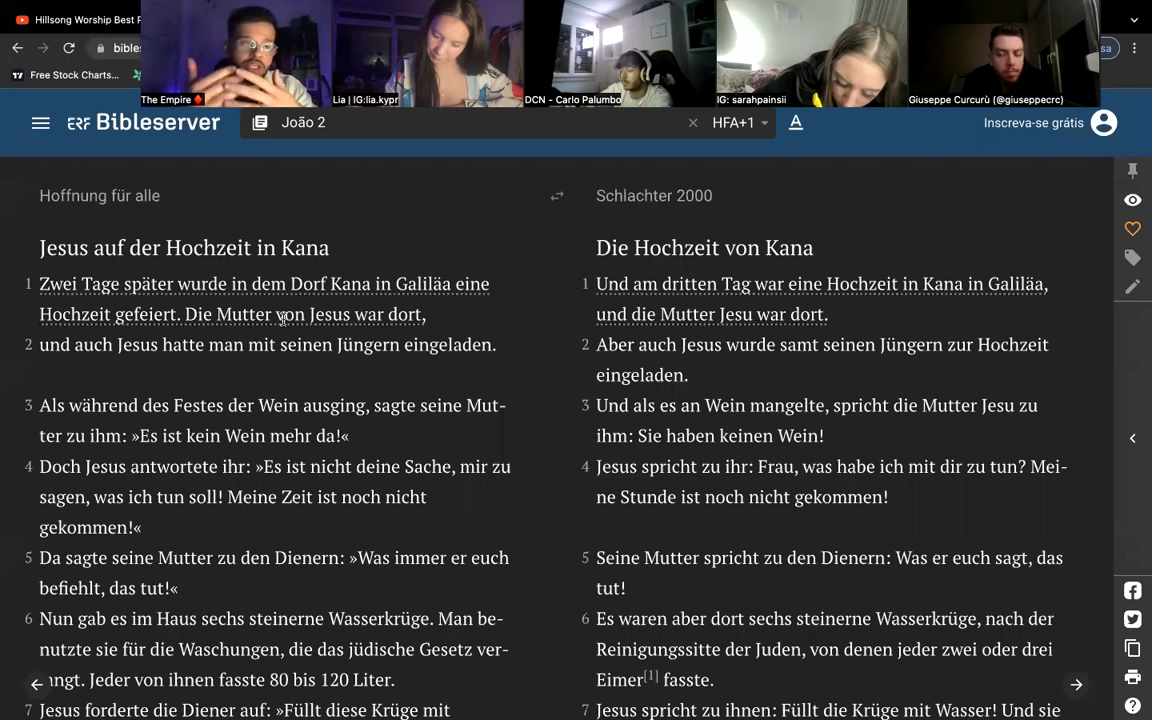 Hillsong Worship Best P
bibles
sa
Free Stock Charts...
The Empire
Lia | IG:lia.kypr
DCN - Carlo Palumbo
IG: sarahpainsii
Giuseppe Curcurù (@giuseppecrc)
ERF Bibleserver
João 2
HFA+1
A
Inscreva-se grátis
Hoffnung für alle
Jesus auf der Hochzeit in Kana
1 Zwei Tage später wurde in dem Dorf Kana in Galiläa eine
Hochzeit gefeiert. Die Mutter von Jesus war dort,
2 und auch Jesus hatte man mit seinen Jüngern eingeladen.
3 Als während des Festes der Wein ausging, sagte seine Mut-
ter zu ihm: »Es ist kein Wein mehr da!«
4 Doch Jesus antwortete ihr: »Es ist nicht deine Sache, mir zu
sagen, was ich tun soll! Meine Zeit ist noch nicht
gekommen!«
5 Da sagte seine Mutter zu den Dienern: »Was immer er euch
befiehlt, das tut!«
6 Nun gab es im Haus sechs steinerne Wasserkrüge. Man be-
nutzte sie für die Waschungen, die das jüdische Gesetz ver-
angt. Jeder von ihnen fasste 80 bis 120 Liter.
7 Jesus forderte die Diener auf: »Füllt diese Krüge mit
Schlachter 2000
Die Hochzeit von Kana
1 Und am dritten Tag war eine Hochzeit in Kana in Galiläa,
und die Mutter Jesu war dort.
2 Aber auch Jesus wurde samt seinen Jüngern zur Hochzeit
eingeladen.
3 Und als es an Wein mangelte, spricht die Mutter Jesu zu
ihm: Sie haben keinen Wein!
4 Jesus spricht zu ihr: Frau, was habe ich mit dir zu tun? Mei-
ne Stunde ist noch nicht gekommen!
5 Seine Mutter spricht zu den Dienern: Was er euch sagt, das
tut!
6 Es waren aber dort sechs steinerne Wasserkrüge, nach der
Reinigungssitte der Juden, von denen jeder zwei oder drei
Eimer[1] fasste.
7 Jesus spricht zu ihnen: Füllt die Krüge mit Wasser! Und sie